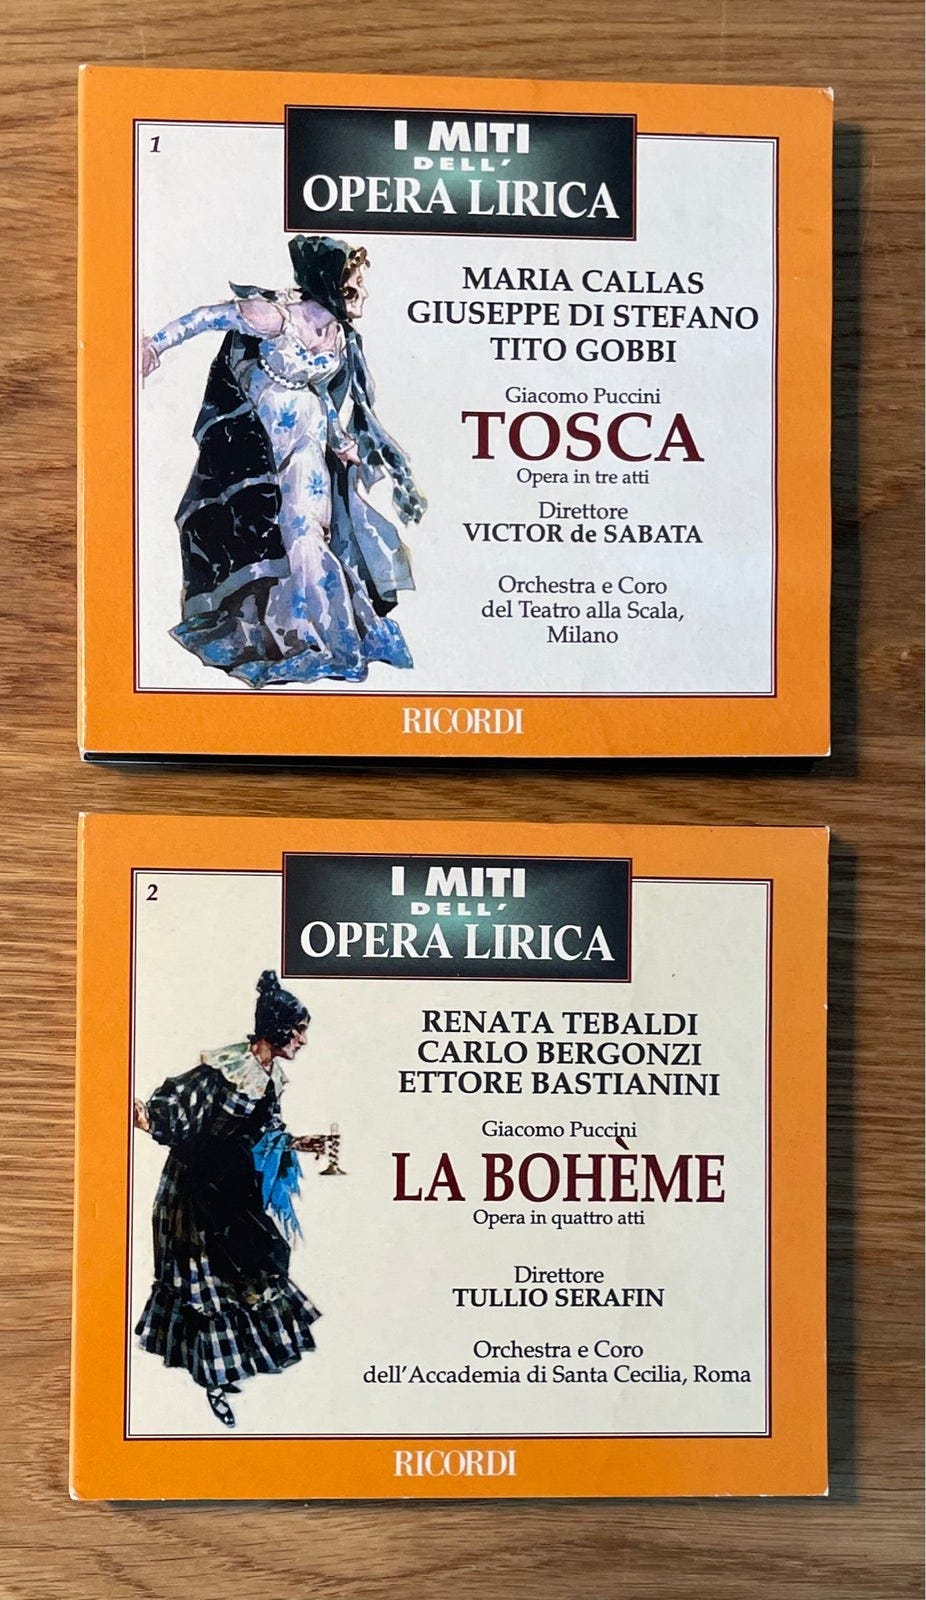 1
I MITI
DELL'
OPERA LIRICA
MARIA CALLAS
GIUSEPPE DI STEFANO
TITO GOBBI
Giacomo Puccini
TOSCA
Opera in tre atti
Direttore
VICTOR de SABATA
Orchestra e Coro
del Teatro alla Scala,
Milano
RICORDI
2
I MITI
DELL'
OPERA LIRICA
RENATA TEBALDI
CARLO BERGONZI
ETTORE BASTIANINI
Giacomo Puccini
LA BOHÈME
Opera in quattro atti
Direttore
TULLIO SERAFIN
Orchestra e Coro
dell'Accademia di Santa Cecilia, Roma
RICORDI